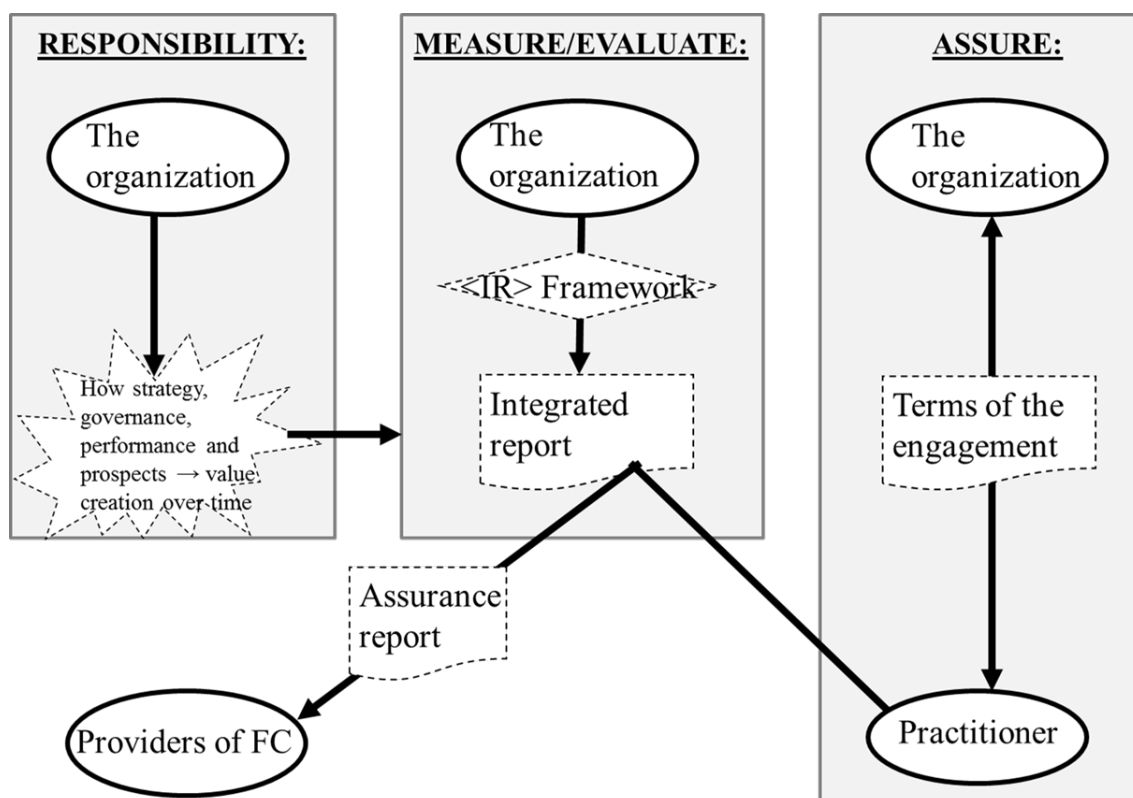 RESPONSIBILITY:
The
organization
How strategy,
governance,
performance and
prospects → value
creation over time
MEASURE/EVALUATE:
The
organization
<IR> Framework
Integrated
report
ASSURE:
The
organization
Terms of the
engagement
Practitioner
Assurance
report
Providers of FC